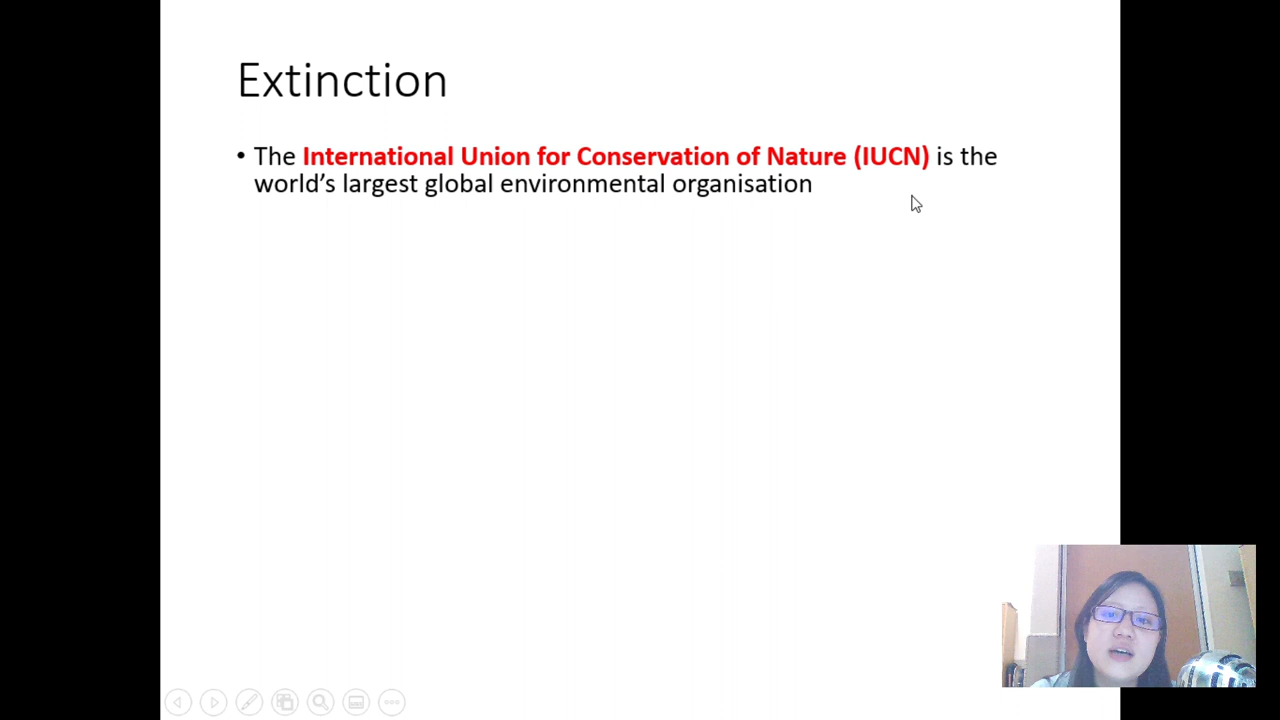 Extinction
• The International Union for Conservation of Nature (IUCN) is the
world’s largest global environmental organisation